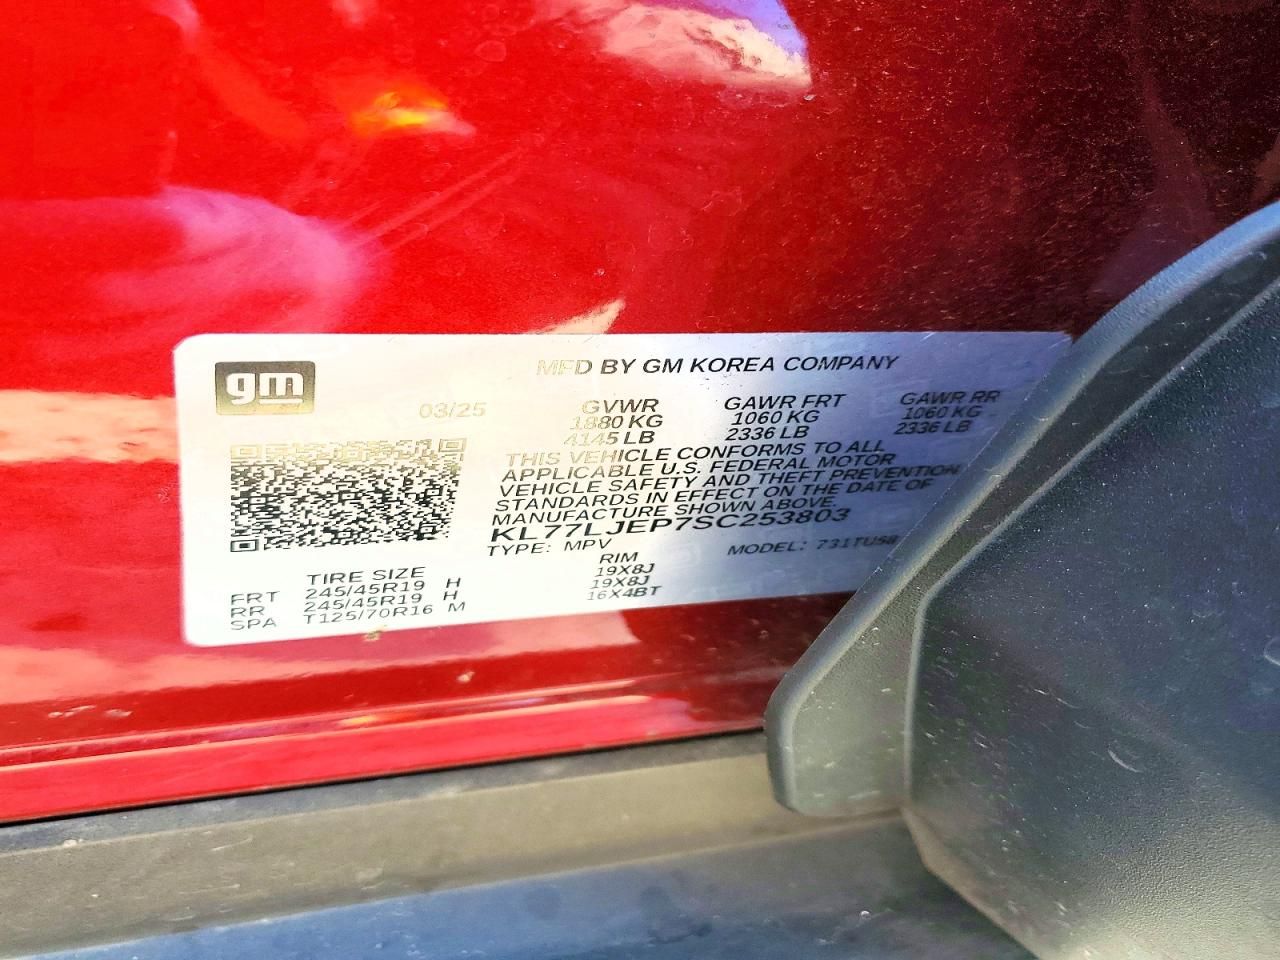 gm
MFD BY GM KOREA COMPANY
03/25 GVWR GAWR FRT GAWR RR
1880 KG 1060 KG 1060 KG
4145 LB 2336 LB 2336 LB
THIS VEHICLE CONFORMS TO ALL
APPLICABLE U.S. FEDERAL MOTOR
VEHICLE SAFETY AND THEFT PREVENTION
STANDARDS IN EFFECT ON THE DATE OF
MANUFACTURE SHOWN ABOVE.
KL77LJEP7SC253803
TYPE: MPV MODEL: 731TU58
TIRE SIZE RIM
FRT 245/45R19 H 19X8J
RR 245/45R19 H 19X8J
SPA T125/70R16 M 16X4BT